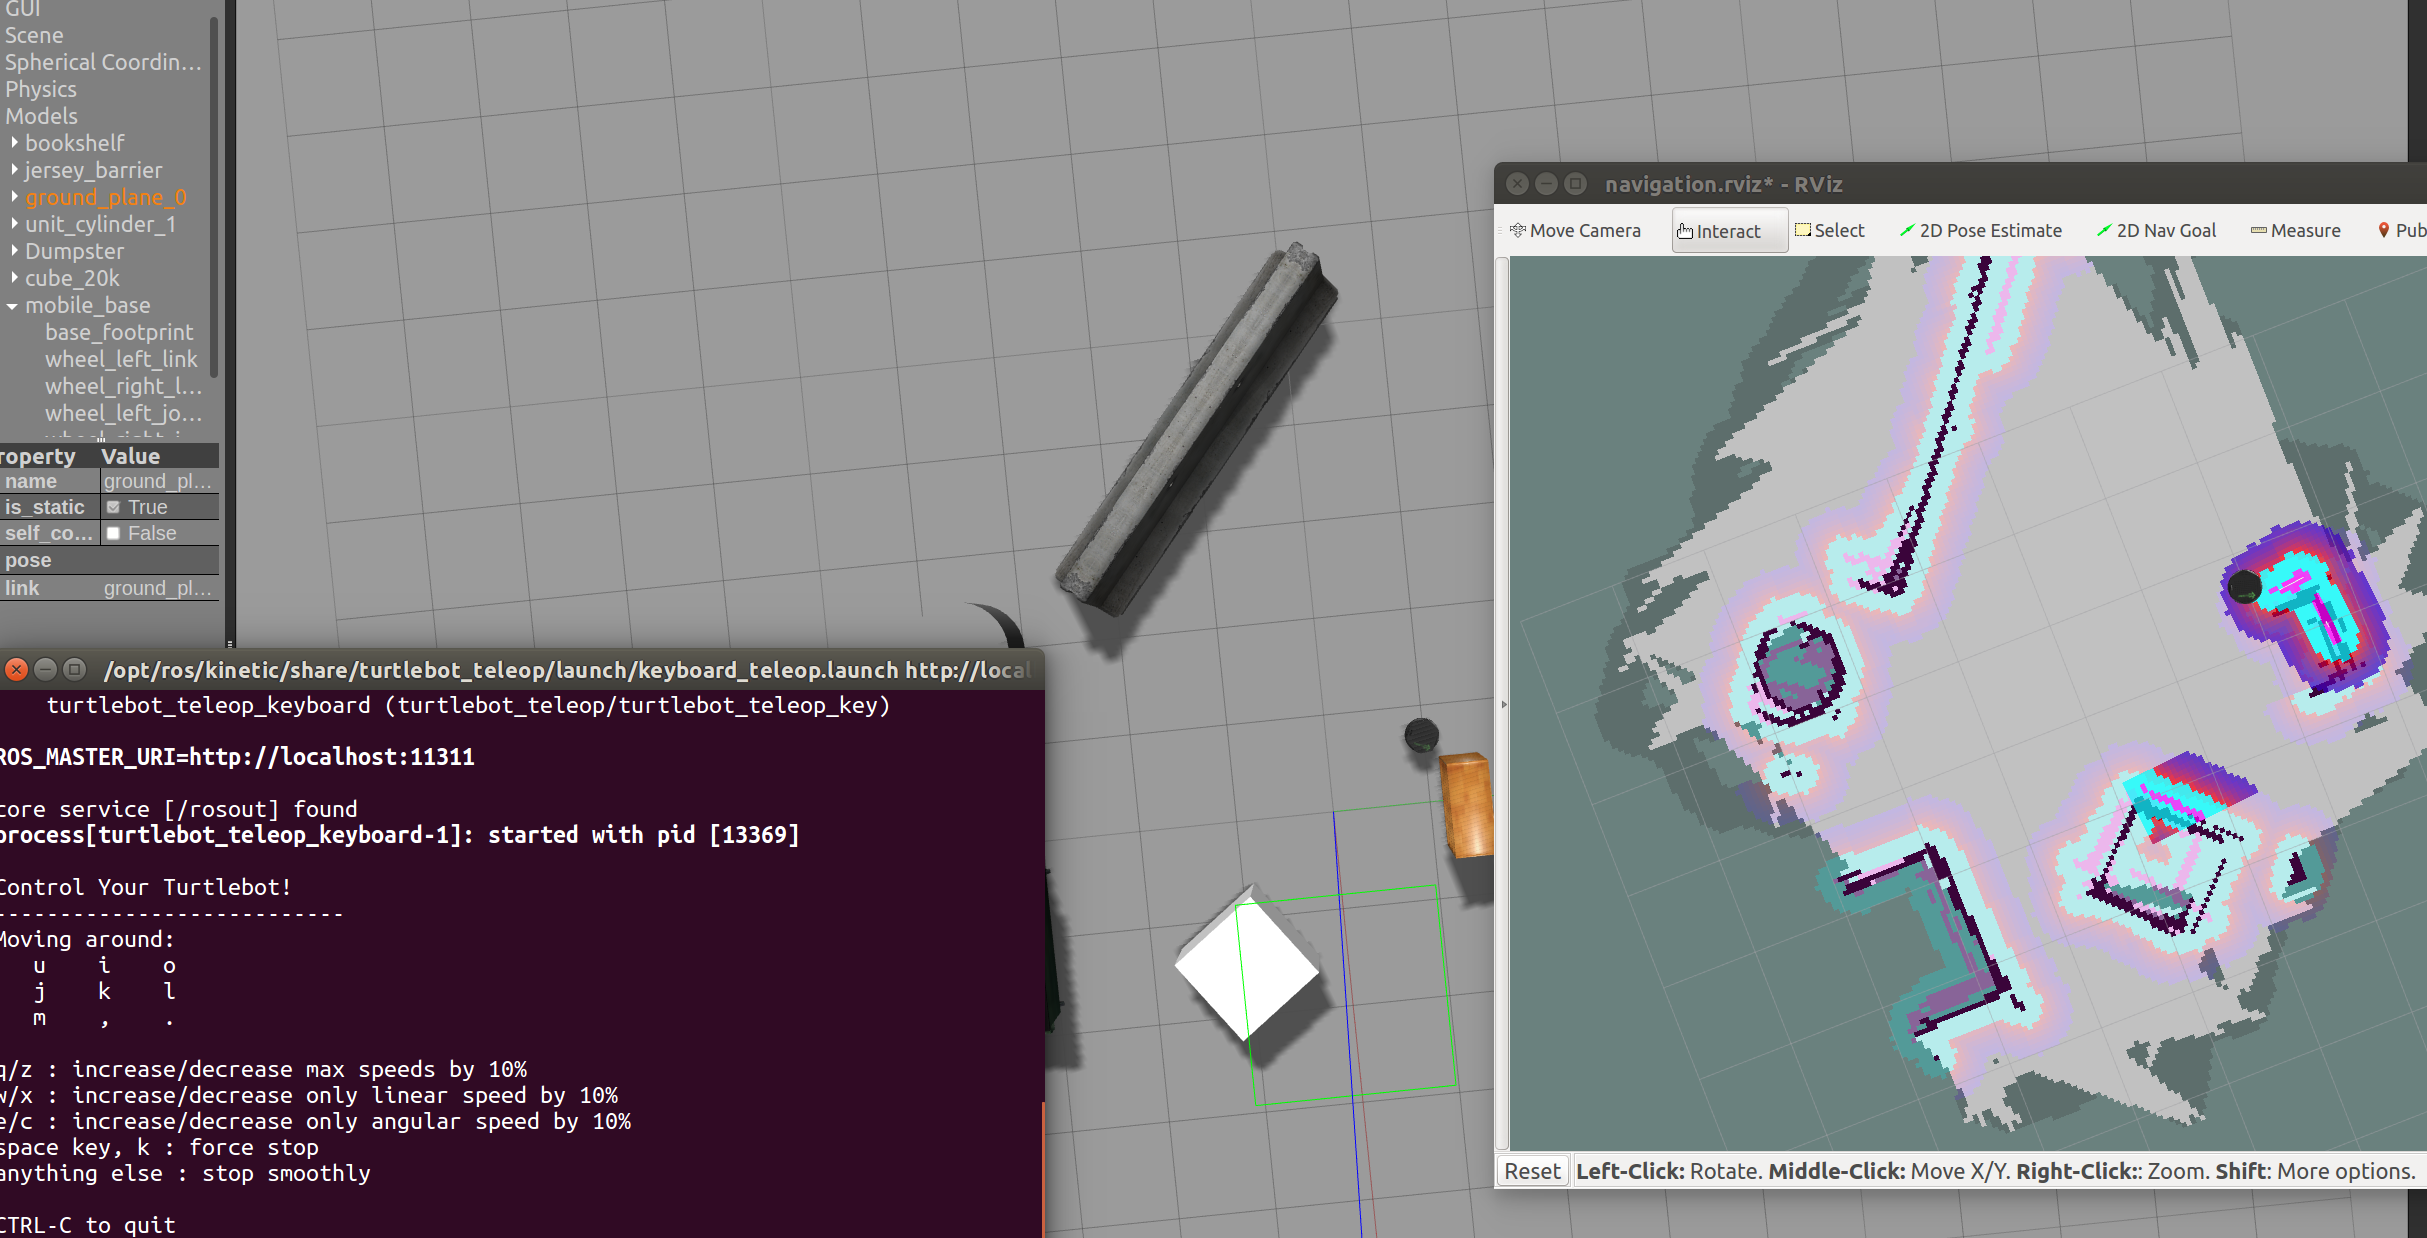 GUI
Scene
Spherical Coordin...
Physics
Models
bookshelf
jersey_barrier
ground_plane_0
unit_cylinder_1
Dumpster
cube_20k
mobile_base
base_footprint
wheel_left_link
wheel_right_l...
wheel_left_jo...
roperty Value
name ground_pl...
is_static True
self_co... False
pose
link ground_pl...
/opt/ros/kinetic/share/turtlebot_teleop/launch/keyboard_teleop.launch http://local
turtlebot_teleop_keyboard (turtlebot_teleop/turtlebot_teleop_key)
ROS_MASTER_URI=http://localhost:11311
core service [/rosout] found
process[turtlebot_teleop_keyboard-1]: started with pid [13369]
Control Your Turtlebot!
---------------------------
Moving around:
u i o
j k l
m , .
q/z : increase/decrease max speeds by 10%
w/x : increase/decrease only linear speed by 10%
e/c : increase/decrease only angular speed by 10%
space key, k : force stop
anything else : stop smoothly
CTRL-C to quit
navigation.rviz* - RViz
Move Camera Interact Select 2D Pose Estimate 2D Nav Goal Measure Pub
Reset Left-Click: Rotate. Middle-Click: Move X/Y. Right-Click:: Zoom. Shift: More options.